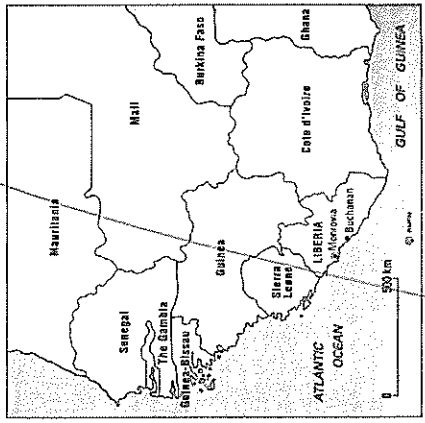 Mauritania
Mali
Senegal
The Gambia
Guinea-Bissau
Guinea
Burkina Faso
Ghana
Cote d'Ivoire
Sierra
Leone
LIBERIA
Monrovia
Buchanan
ATLANTIC
OCEAN
GULF OF GUINEA
0 500 km